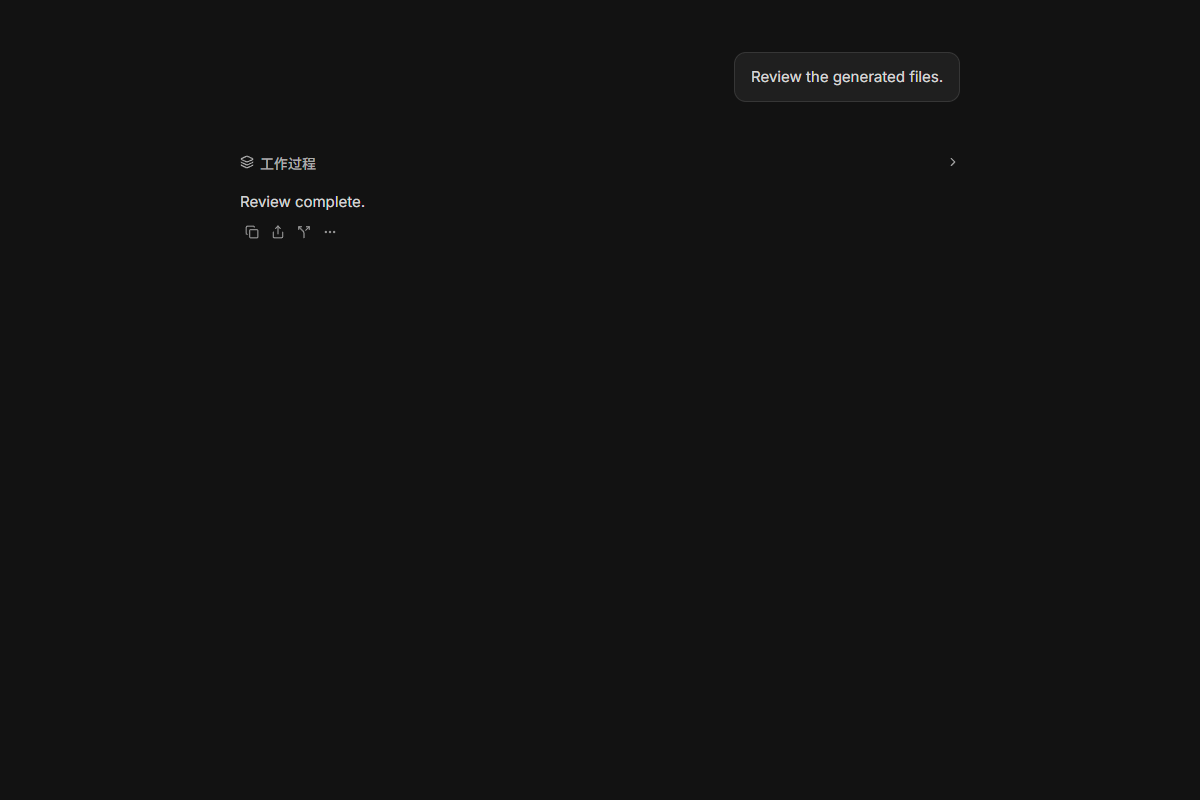 Review the generated files.
工作过程
Review complete.